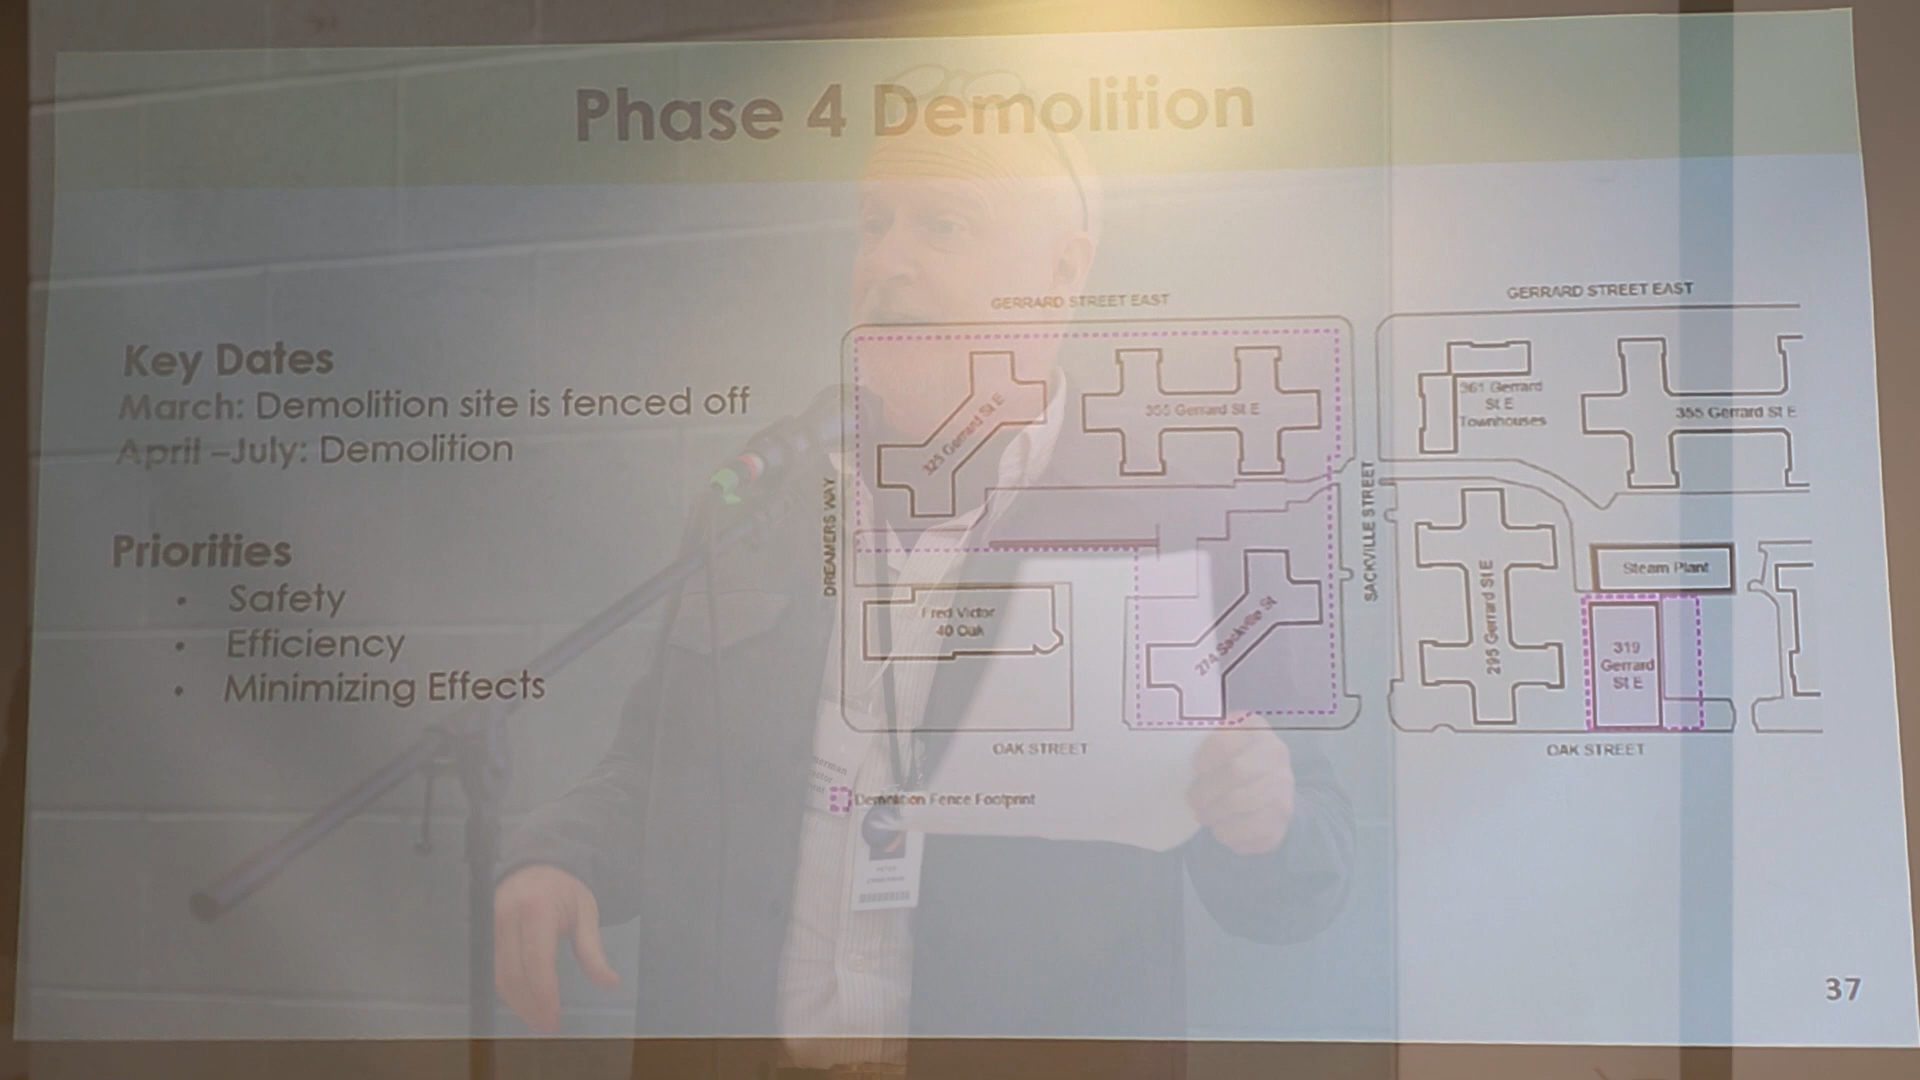 Phase 4 Demolition
Key Dates
March: Demolition site is fenced off
April –July: Demolition
Priorities
• Safety
• Efficiency
• Minimizing Effects
GERRARD STREET EAST
GERRARD STREET EAST
325 Gerrard St E
355 Gerrard St E
361 Gerrard
St E
Townhouses
355 Gerrard St E
DREAMERS WAY
SACKVILLE STREET
Fred Victor
40 Oak
274 Sackville St
295 Gerrard St E
Steam Plant
319
Gerrard
St E
OAK STREET
OAK STREET
Demolition Fence Footprint
PETER
37